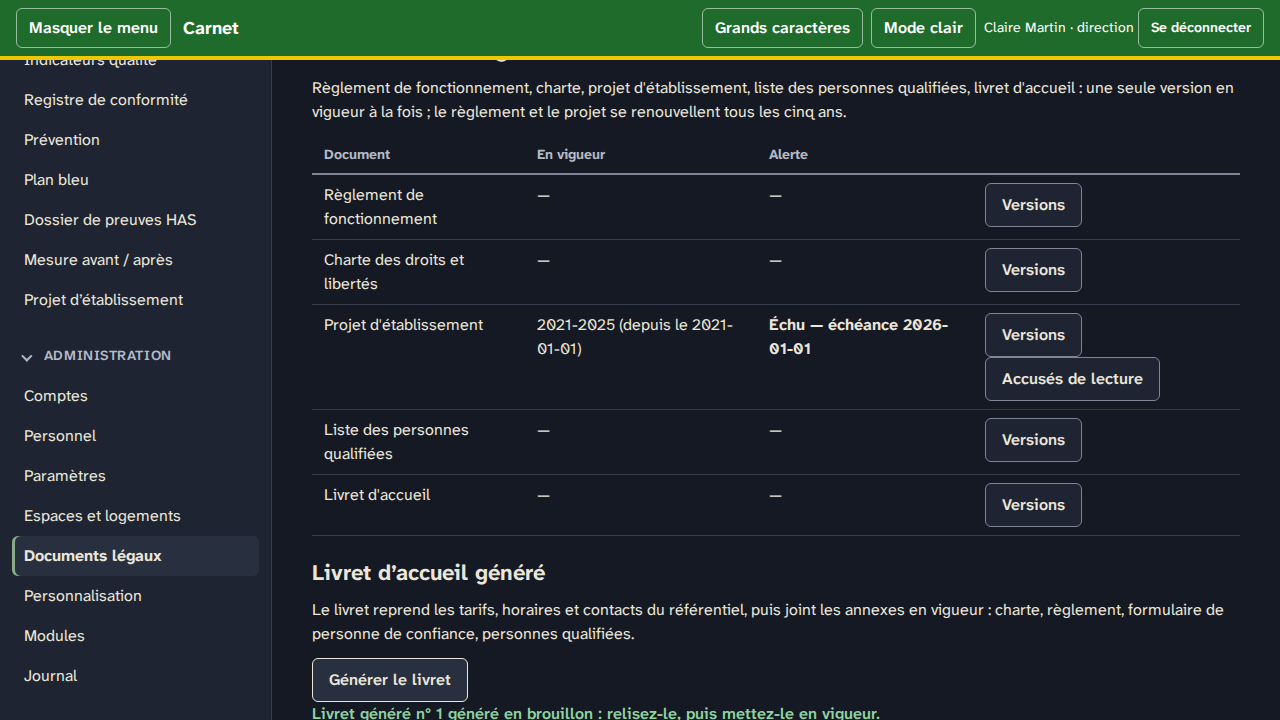 Masquer le menu
Carnet
Grands caractères
Mode clair
Claire Martin · direction
Se déconnecter
Indicateurs qualité
Registre de conformité
Prévention
Plan bleu
Dossier de preuves HAS
Mesure avant / après
Projet d’établissement
ADMINISTRATION
Comptes
Personnel
Paramètres
Espaces et logements
Documents légaux
Personnalisation
Modules
Journal
Règlement de fonctionnement, charte, projet d'établissement, liste des personnes qualifiées, livret d'accueil : une seule version en
vigueur à la fois ; le règlement et le projet se renouvellent tous les cinq ans.
Document En vigueur Alerte
Règlement de — — Versions
fonctionnement
Charte des droits et — — Versions
libertés
Projet d'établissement 2021-2025 (depuis le 2021- Échu — échéance 2026- Versions
01-01) 01-01
Accusés de lecture
Liste des personnes — — Versions
qualifiées
Livret d'accueil — — Versions
Livret d’accueil généré
Le livret reprend les tarifs, horaires et contacts du référentiel, puis joint les annexes en vigueur : charte, règlement, formulaire de
personne de confiance, personnes qualifiées.
Générer le livret
Livret généré n° 1 généré en brouillon : relisez-le, puis mettez-le en vigueur.